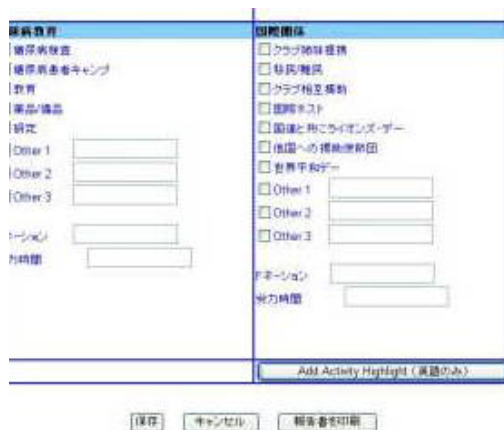 尿病教育
糖尿病検査
糖尿病患者キャンプ
教育
薬品/備品
研究
Other 1
Other 2
Other 3
ネーション
力時間
国際関係
クラブ姉妹提携
移民/難民
クラブ相互援助
国際ホスト
国連と共にライオンズ・デー
他国への援助使節団
世界平和デー
Other 1
Other 2
Other 3
ドネーション
労力時間
Add Activity Highlight (英語のみ)
保存 キャンセル 報告書を印刷